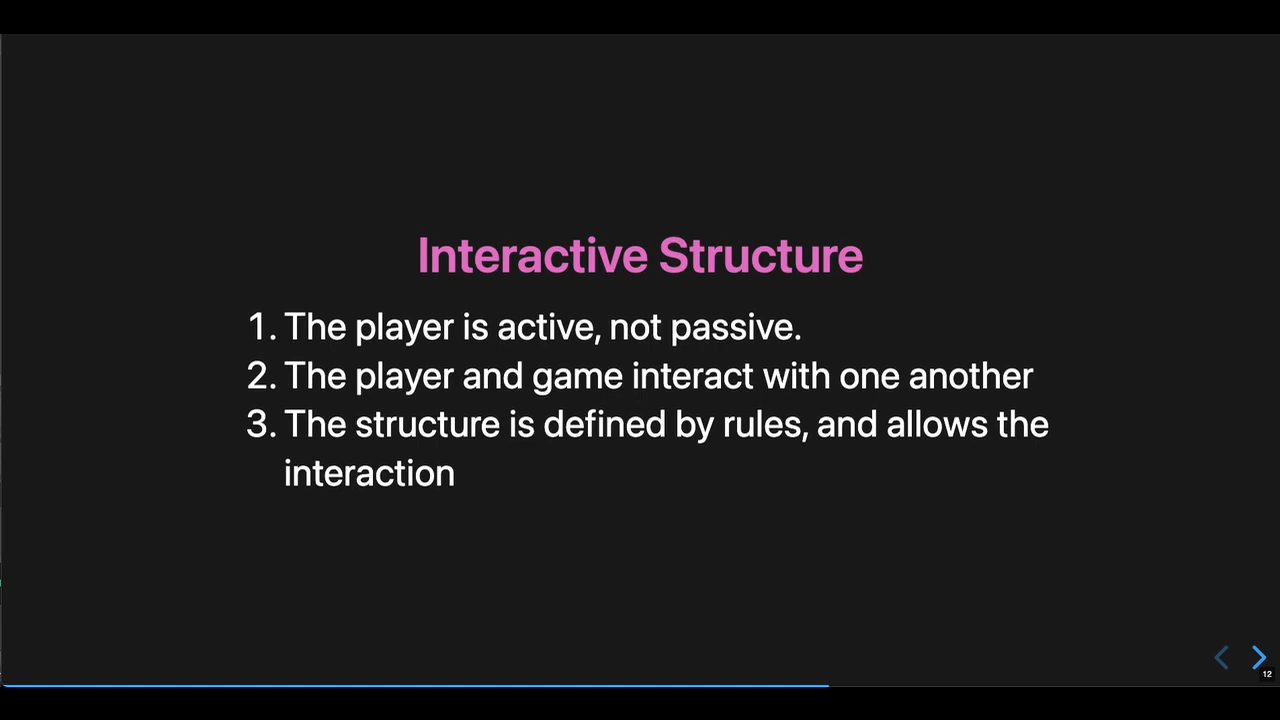 Interactive Structure
1. The player is active, not passive.
2. The player and game interact with one another
3. The structure is defined by rules, and allows the
interaction
12